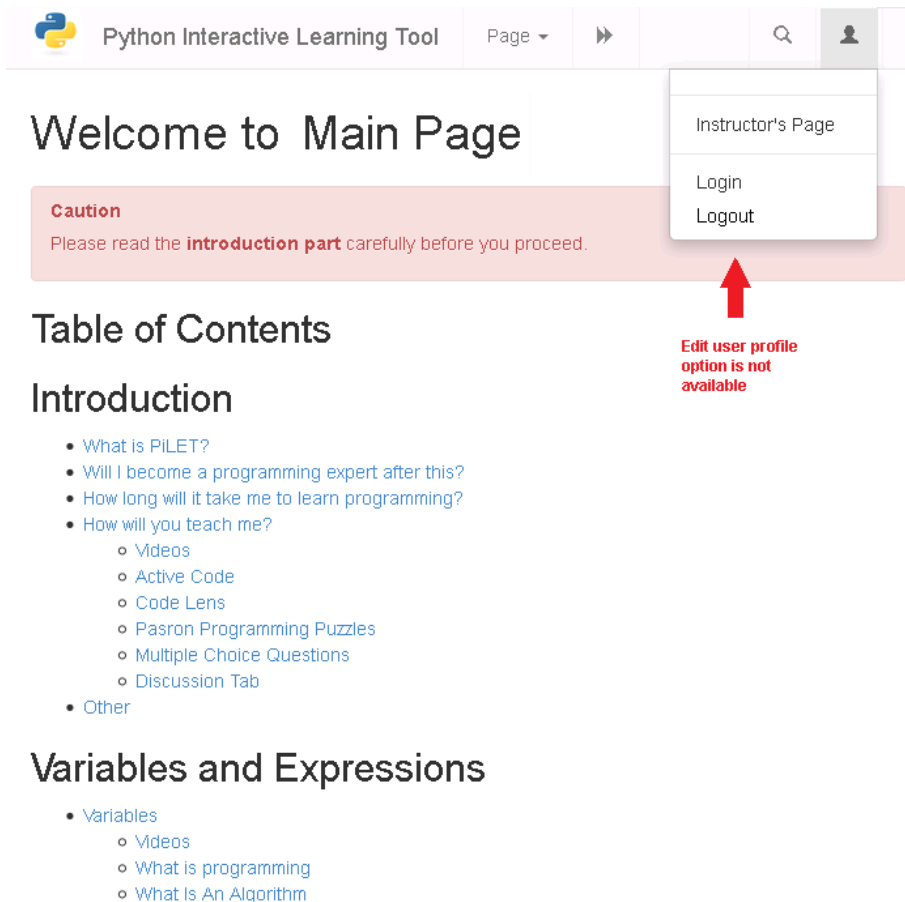 Python Interactive Learning Tool Page
Instructor's Page
Login
Logout
Welcome to Main Page
Caution
Please read the introduction part carefully before you proceed.
Edit user profile
option is not
available
Table of Contents
Introduction
What is PiLET?
Will I become a programming expert after this?
How long will it take me to learn programming?
How will you teach me?
Videos
Active Code
Code Lens
Pasron Programming Puzzles
Multiple Choice Questions
Discussion Tab
Other
Variables and Expressions
Variables
Videos
What is programming
What Is An Algorithm